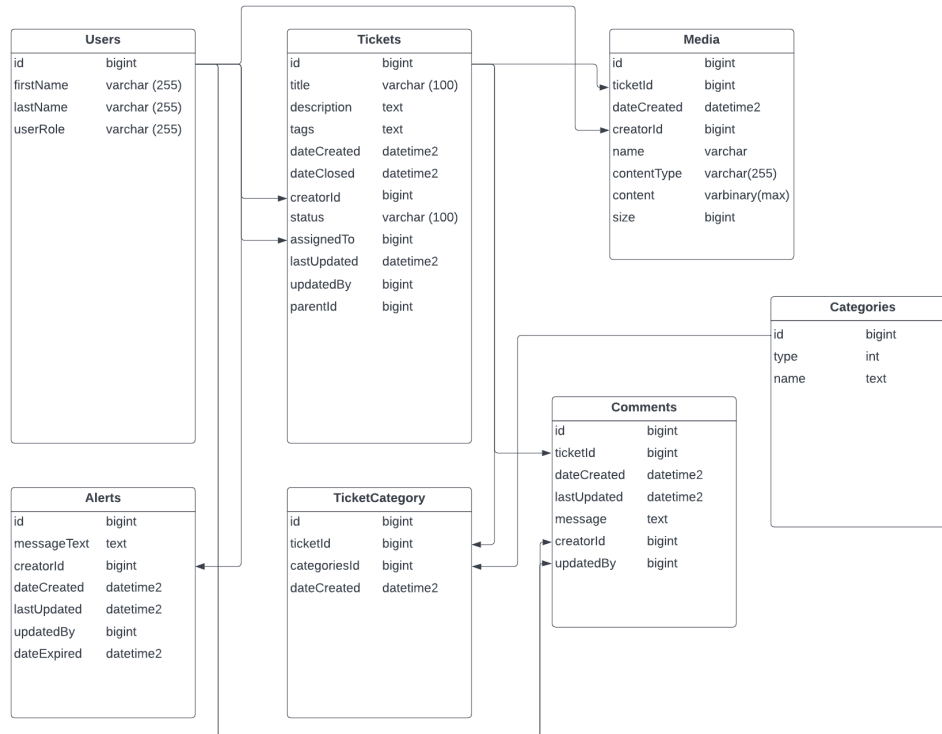 Users
id bigint
firstName varchar (255)
lastName varchar (255)
userRole varchar (255)
Tickets
id bigint
title varchar (100)
description text
tags text
dateCreated datetime2
dateClosed datetime2
creatorId bigint
status varchar (100)
assignedTo bigint
lastUpdated datetime2
updatedBy bigint
parentId bigint
Media
id bigint
ticketId bigint
dateCreated datetime2
creatorId bigint
name varchar
contentType varchar(255)
content varbinary(max)
size bigint
Categories
id bigint
type int
name text
Comments
id bigint
ticketId bigint
dateCreated datetime2
lastUpdated datetime2
message text
creatorId bigint
updatedBy bigint
Alerts
id bigint
messageText text
creatorId bigint
dateCreated datetime2
lastUpdated datetime2
updatedBy bigint
dateExpired datetime2
TicketCategory
id bigint
ticketId bigint
categoriesId bigint
dateCreated datetime2